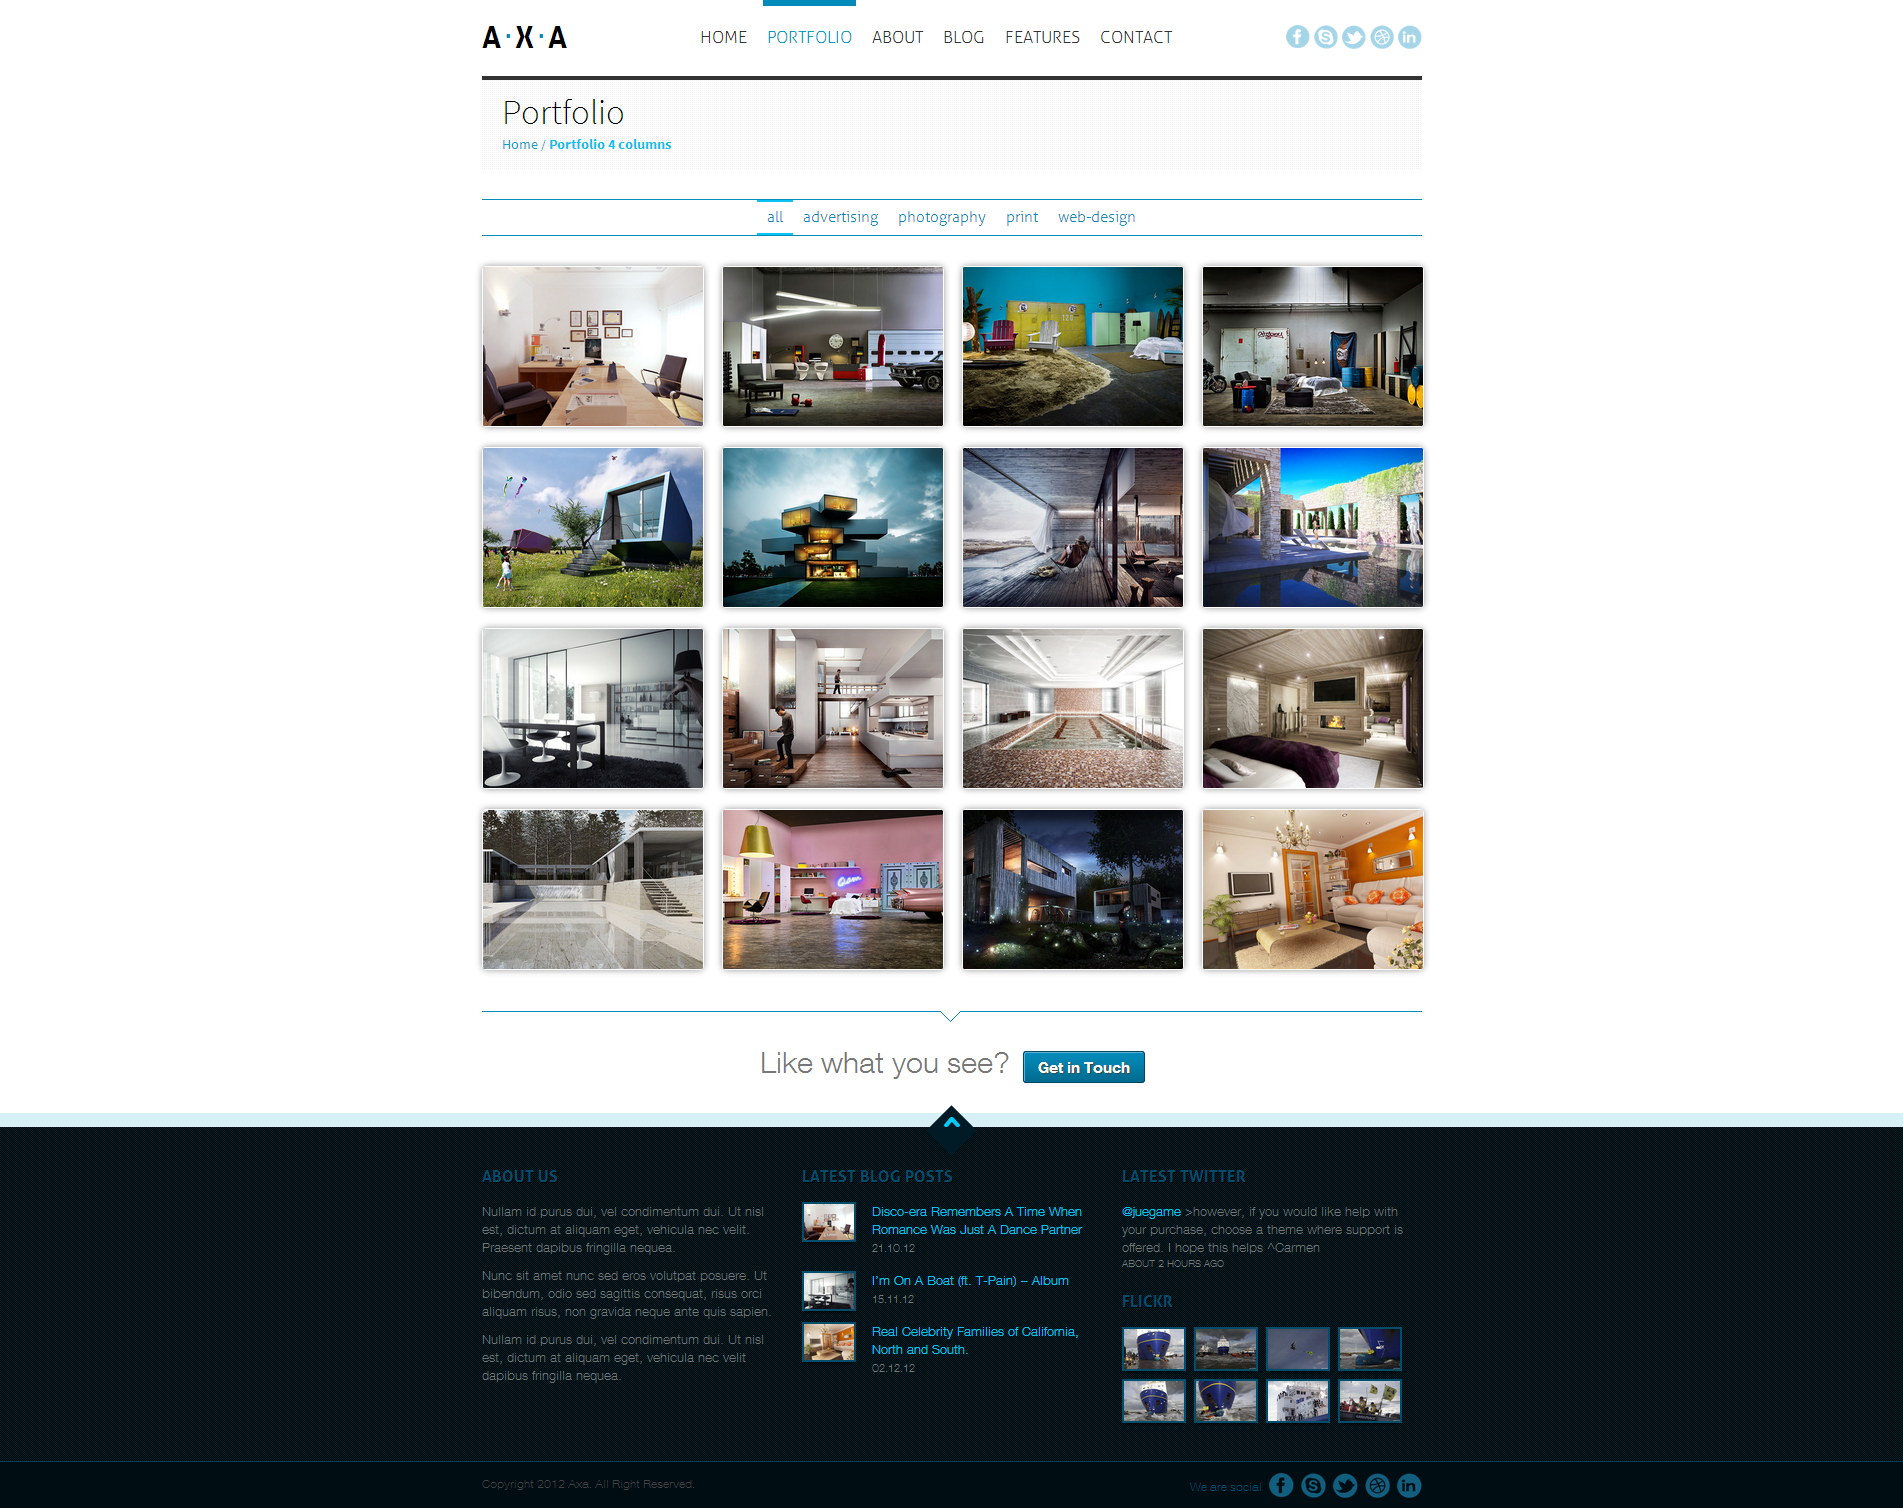 A·X·A
HOME PORTFOLIO ABOUT BLOG FEATURES CONTACT
Portfolio
Home / Portfolio 4 columns
all advertising photography print web-design
Like what you see? Get in Touch
ABOUT US
Nullam id purus dui, vel condimentum dui. Ut nisl
est, dictum at aliquam eget, vehicula nec velit.
Praesent dapibus fringilla nequea.
Nunc sit amet nunc sed eros volutpat posuere. Ut
bibendum, odio sed sagittis consequat, risus orci
aliquam risus, non gravida neque ante quis sapien.
Nullam id purus dui, vel condimentum dui. Ut nisl
est, dictum at aliquam eget, vehicula nec velit
dapibus fringilla nequea.
LATEST BLOG POSTS
Disco-era Remembers A Time When
Romance Was Just A Dance Partner
21.10.12
I'm On A Boat (ft. T-Pain) – Album
15.11.12
Real Celebrity Families of California,
North and South.
02.12.12
LATEST TWITTER
@juegame >however, if you would like help with
your purchase, choose a theme where support is
offered. I hope this helps ^Carmen
ABOUT 2 HOURS AGO
FLICKR
Copyright 2012 Axa. All Right Reserved.
We are social